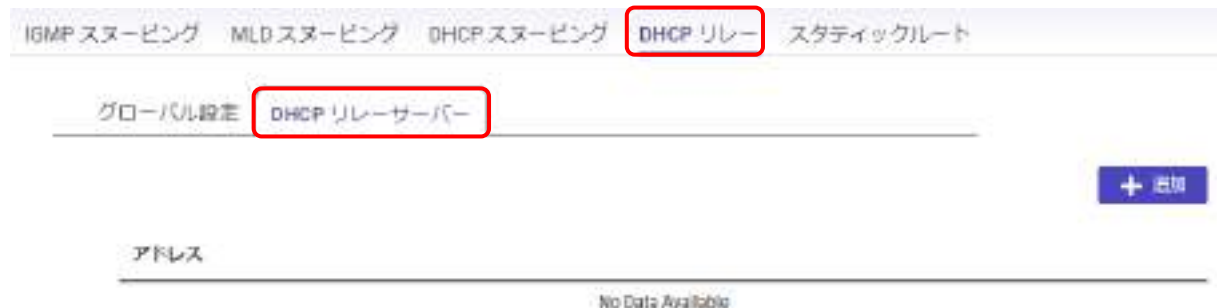 IGMP スヌーピング MLD スヌーピング DHCP スヌーピング DHCP リレー スタティックルート
グローバル設定 DHCP リレーサーバー
+ 追加
アドレス
No Data Available